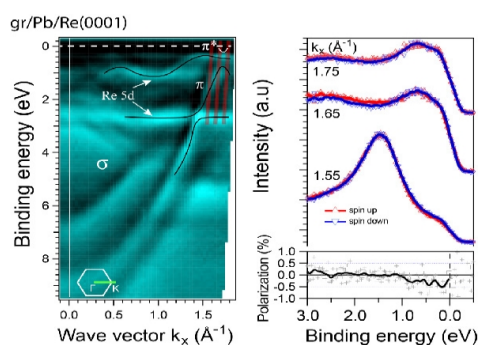 gr/Pb/Re(0001)
0
2
4
6
8
Binding energy (eV)
π*
π
Re 5d
σ
Γ
K
0.0
0.5
1.0
1.5
Wave vector kₓ (Å⁻¹)
kₓ (Å⁻¹)
1.75
1.65
1.55
Intensity (a.u)
spin up
spin down
Polarization (%)
1.0
0.5
0.0
-0.5
-1.0
3.0
2.0
1.0
0.0
Binding energy (eV)